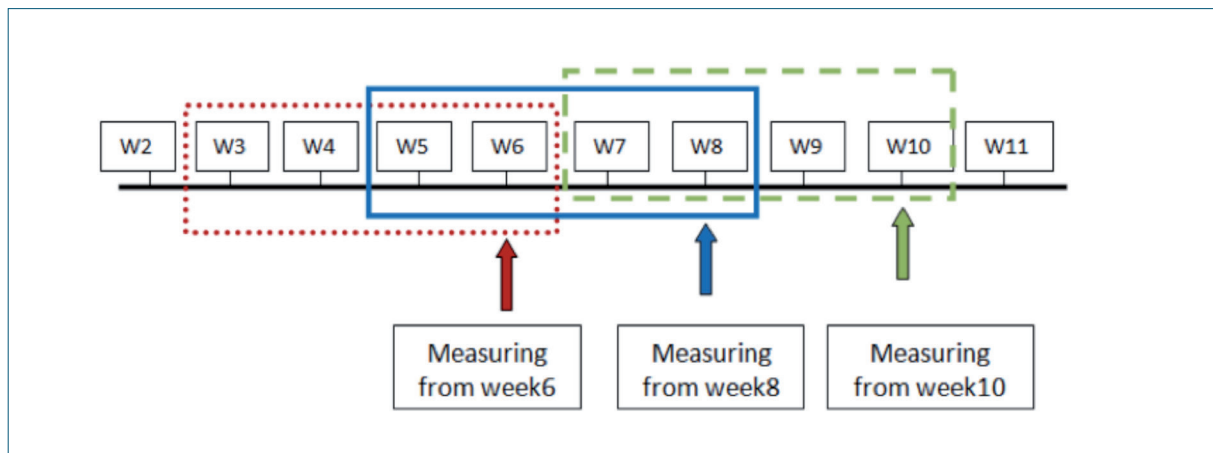 W2 W3 W4 W5 W6 W7 W8 W9 W10 W11
Measuring
from week6
Measuring
from week8
Measuring
from week10